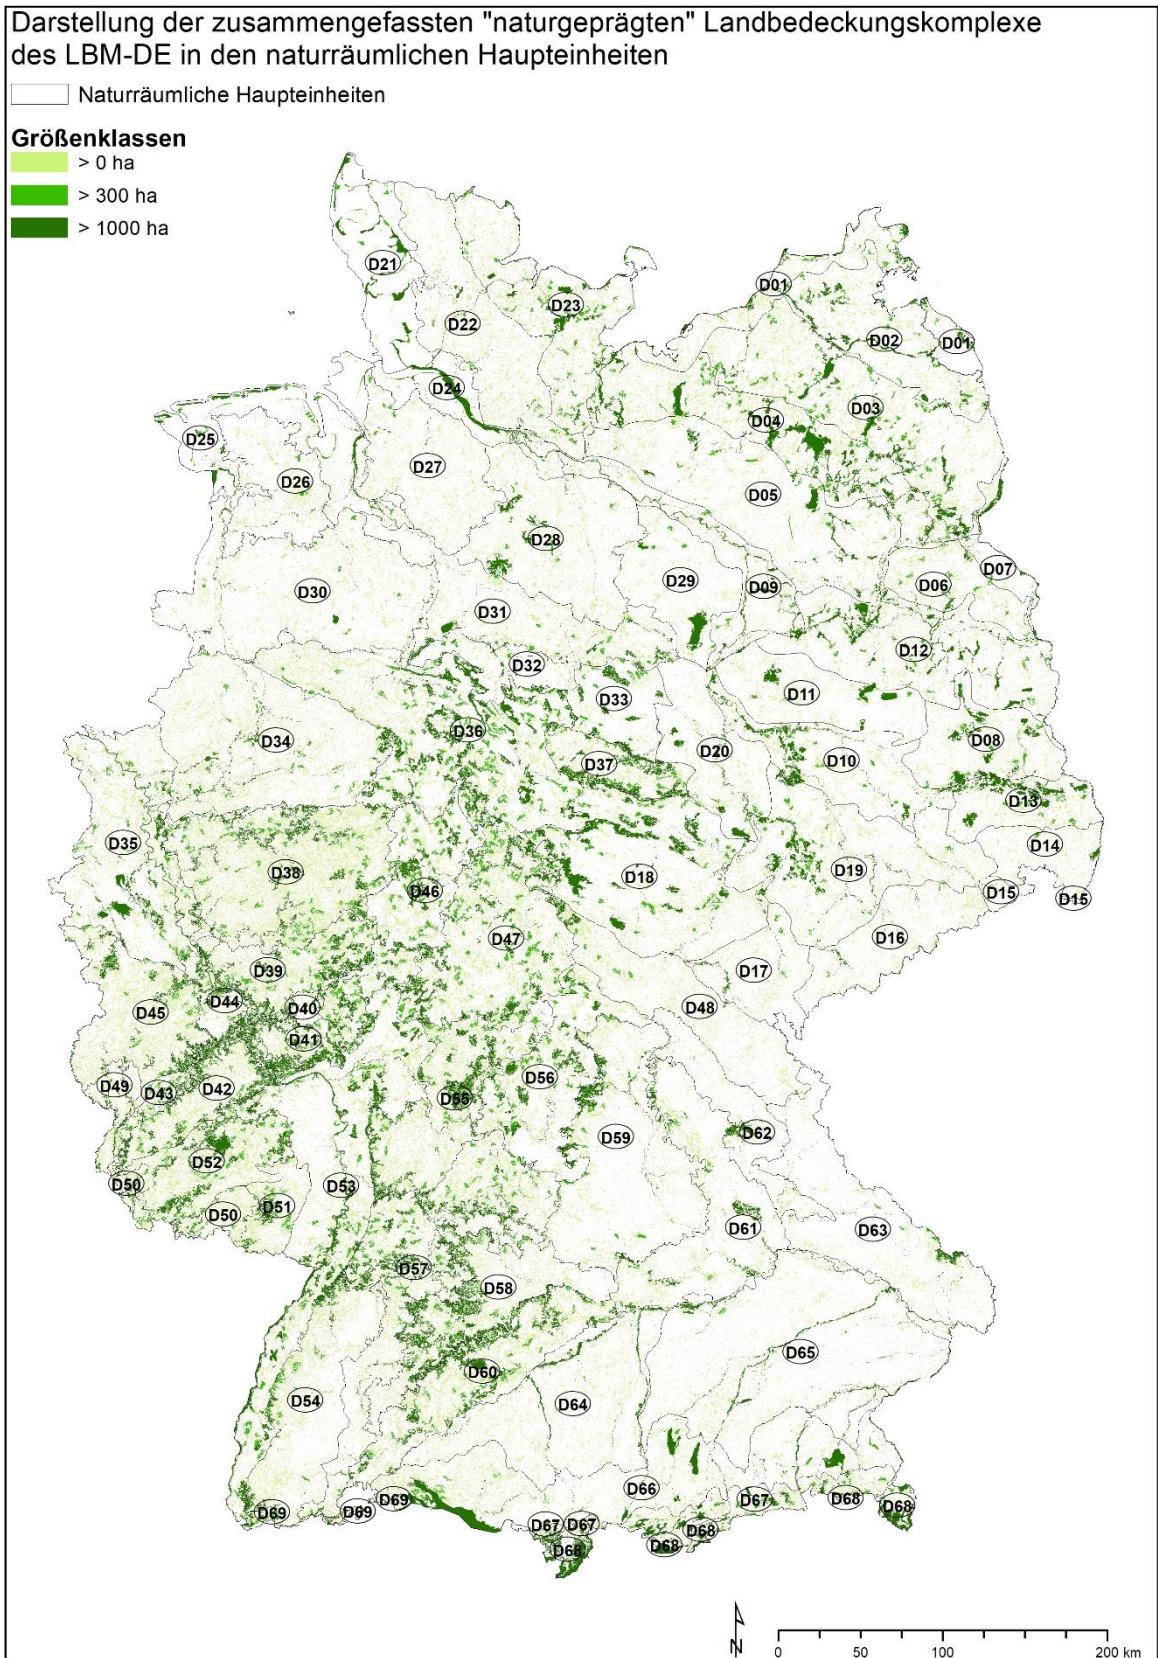 Darstellung der zusammengefassten "naturgeprägten" Landbedeckungskomplexe
des LBM-DE in den naturräumlichen Haupteinheiten
Naturräumliche Haupteinheiten
Größenklassen
> 0 ha
> 300 ha
> 1000 ha
D21
D01
D23
D22
D02
D01
D24
D03
D04
D25
D27
D26
D05
D28
D07
D29
D06
D09
D30
D31
D12
D32
D11
D33
D36
D34
D08
D20
D10
D37
D13
D35
D14
D38
D19
D18
D46
D15
D15
D47
D16
D39
D17
D44
D48
D40
D45
D41
D56
D49
D42
D43
D55
D62
D59
D52
D50
D53
D51
D50
D61
D63
D57
D58
D65
D60
D54
D64
D66
D69
D67
D68
D68
D69
D69
D67
D67
D68
D68
D68
N
0 50 100 200 km